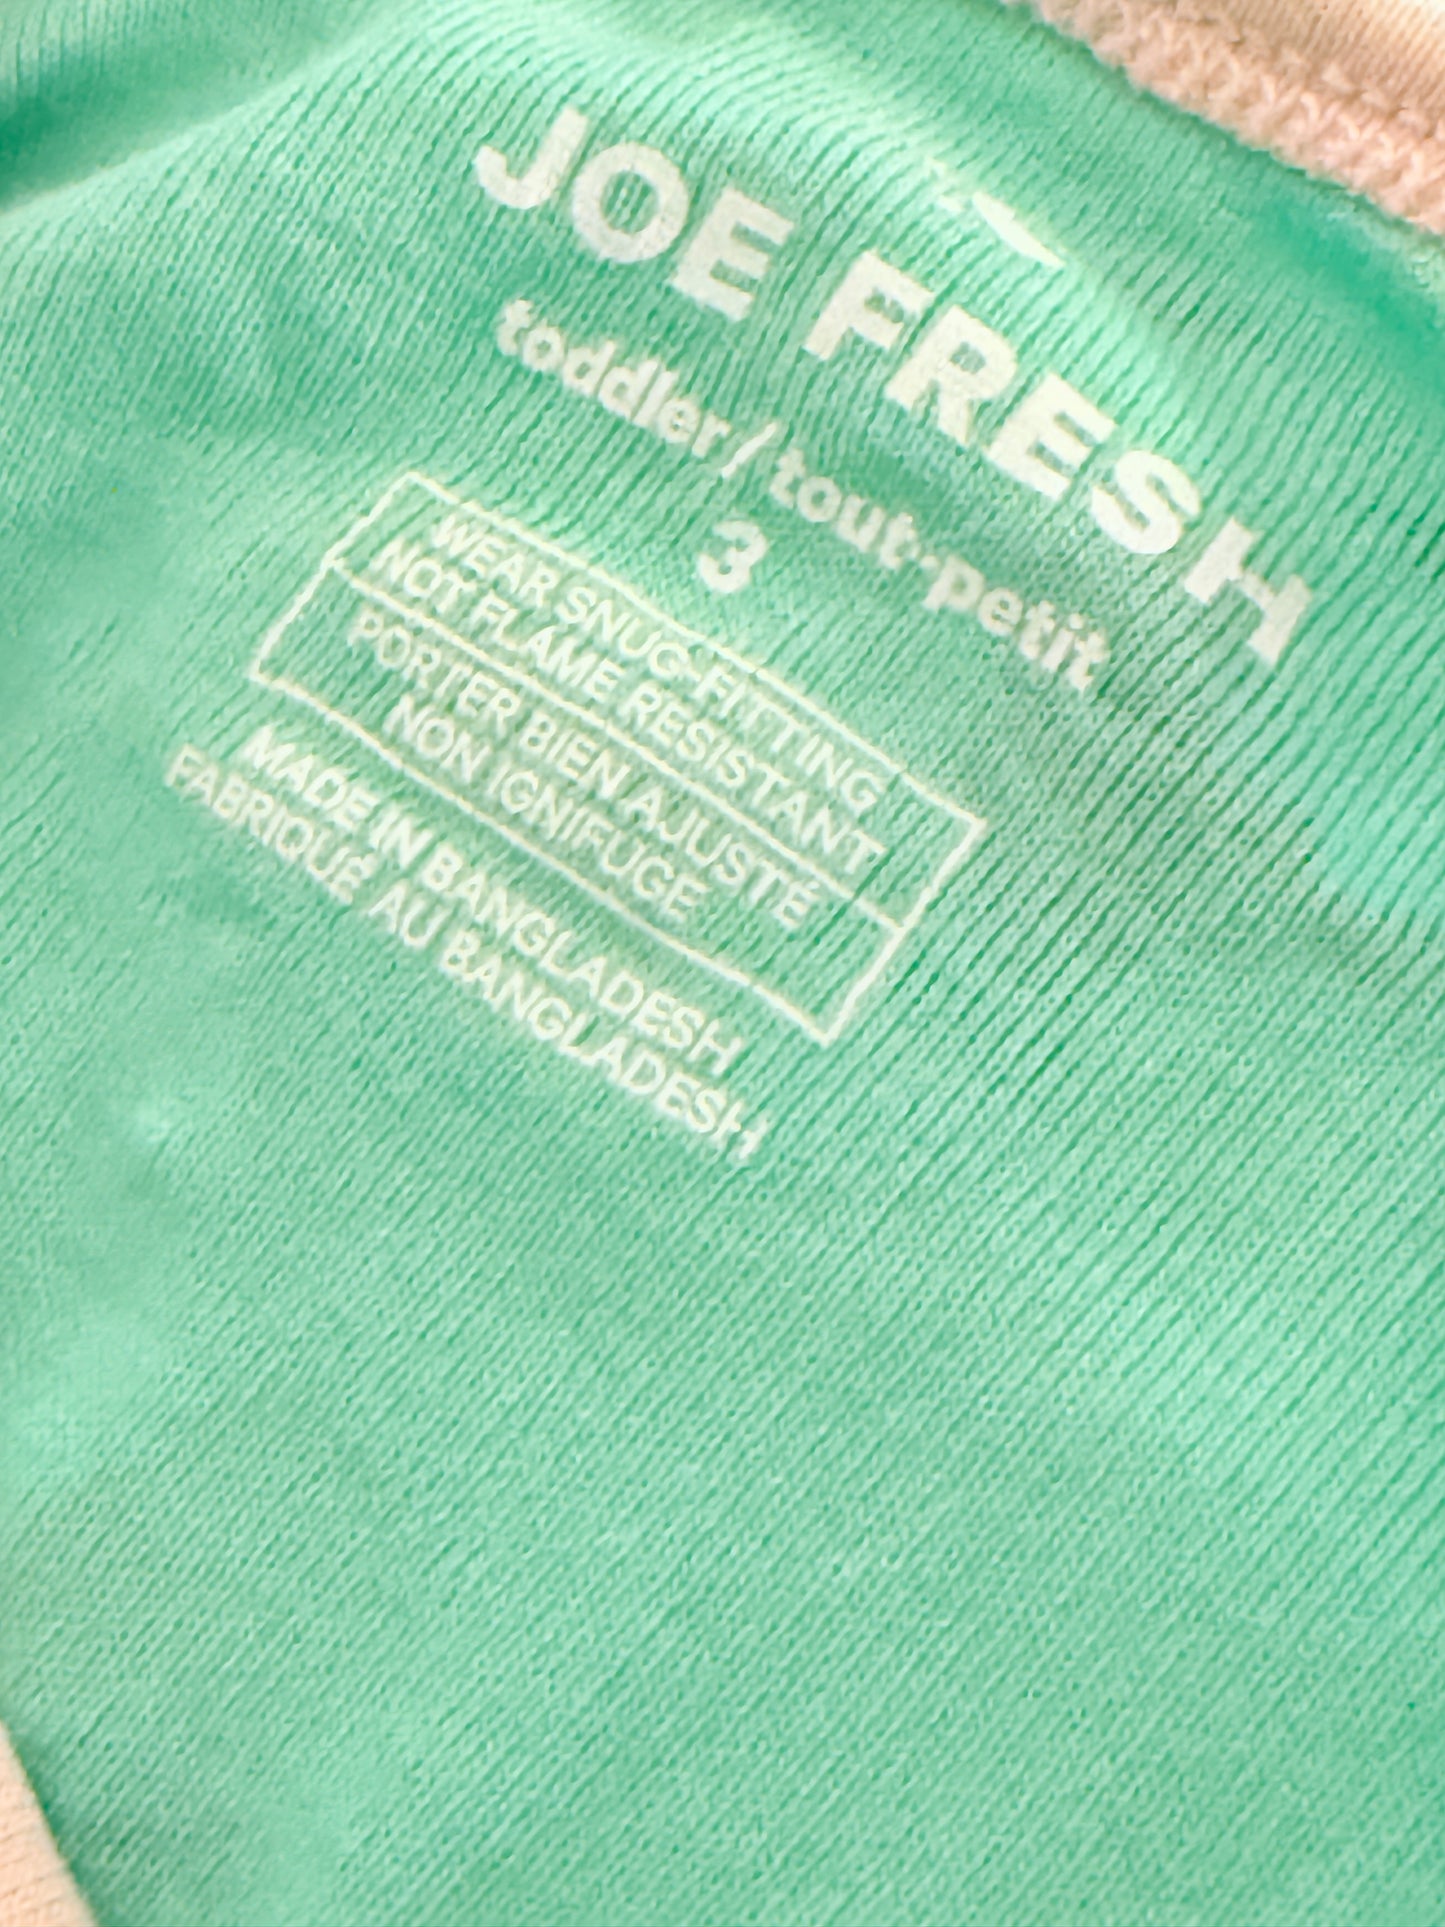 JOE FRESH
toddler/tout-petit
3
WEAR SNUG-FITTING
NOT FLAME RESISTANT
PORTER BIEN AJUSTÉ
NON IGNIFUGE
MADE IN BANGLADESH
FABRIQUÉ AU BANGLADESH